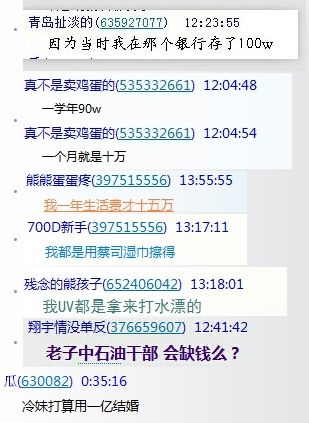 青岛扯淡的(635927077) 12:23:55
因为当时我在那个银行存了100w
真不是卖鸡蛋的(535332661) 12:04:48
一学年90w
真不是卖鸡蛋的(535332661) 12:04:54
一个月就是十万
熊熊蛋蛋疼(397515556) 13:55:55
我一年生活费才十五万
700D新手(397515556) 13:17:11
我都是用蔡司湿巾擦得
残念的熊孩子(652406042) 13:18:01
我UV都是拿来打水漂的
翔宇情没单反(376659607) 12:41:42
老子中石油干部 会缺钱么？
瓜(630082) 0:35:16
冷妹打算用一亿结婚